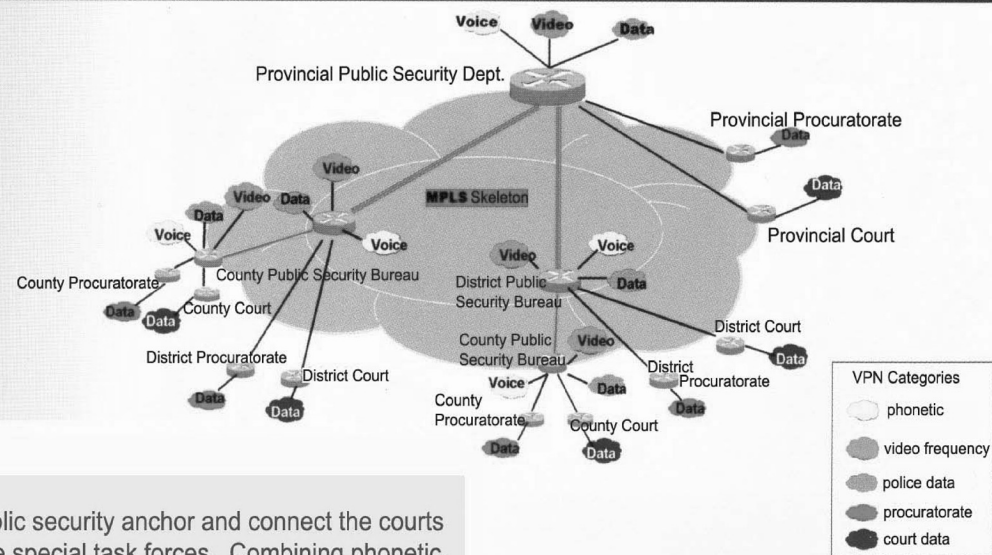 Voice
Video
Data
Provincial Public Security Dept.
Provincial Procuratorate
Data
Data
Provincial Court
MPLS Skeleton
Video
Data
Voice
Video
Data
Voice
County Public Security Bureau
County Procuratorate
Data
County Court
Data
District Procuratorate
Data
District Court
Data
Video
Voice
District Public
Security Bureau
Data
County Public
Security Bureau
Video
Voice
Data
County
Procuratorate
Data
County Court
Data
District
Procuratorate
Data
District Court
Data
VPN Categories
phonetic
video frequency
police data
procuratorate
court data
lic security anchor and connect the courts
special task forces. Combining phonetic